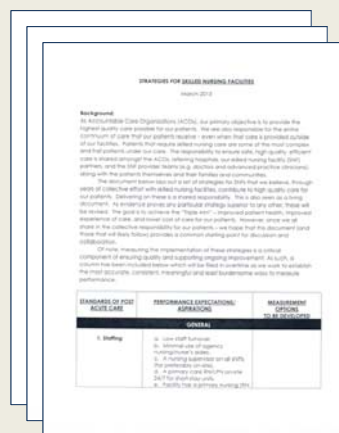 STRATEGIES FOR SKILLED NURSING FACILITIES
March 2015
Background:
As Accountable Care Organizations (ACOs), our primary objective is to provide the
highest quality care possible for our patients. We are also responsible for the entire
continuum of care that our patients receive – even when that care is provided outside
of our facilities. Patients that require skilled nursing care are some of the most complex
and frail patients under our care. The responsibility to ensure safe, high quality, efficient
care is shared amongst the ACOs, referring hospitals, our skilled nursing facility (SNF)
partners, and the SNF provider teams (e.g. doctors and advanced practice clinicians),
along with the patients themselves and their families and communities.
The document below lays out a set of strategies for SNFs that we believe, through
years of collective effort with skilled nursing facilities, contribute to high quality care for
our patients. Delivering on these is a shared responsibility. This is also seen as a living
document. As evidence proves any particular strategy superior to any other, these will
be revised. The goal is to achieve the "Triple Aim" – improved patient health, improved
experience of care, and lower cost of care for our patients. However, since we all
share in the collective responsibility for our patients – we hope that this document (and
those that will likely follow) provides a common starting point for discussion and
collaboration.
Of note, measuring the implementation of these strategies is a critical
component of ensuring quality and supporting ongoing improvement. As such, a
column has been included below which will be filled in overtime as we work to establish
the most accurate, consistent, meaningful and least burdensome ways to measure
performance.
STANDARDS OF POST ACUTE CARE
PERFORMANCE EXPECTATIONS/ ASPIRATIONS
MEASUREMENT OPTIONS TO BE DEVELOPED
GENERAL
1. Staffing
a. Low staff turnover.
b. Minimal use of agency
nursing/nurse's aides.
c. A nursing supervisor on all shifts
that preferably on-site).
d. A primary care RN/LPN on-site
24/7 for short-stay units.
e. Facility has a primary nursing